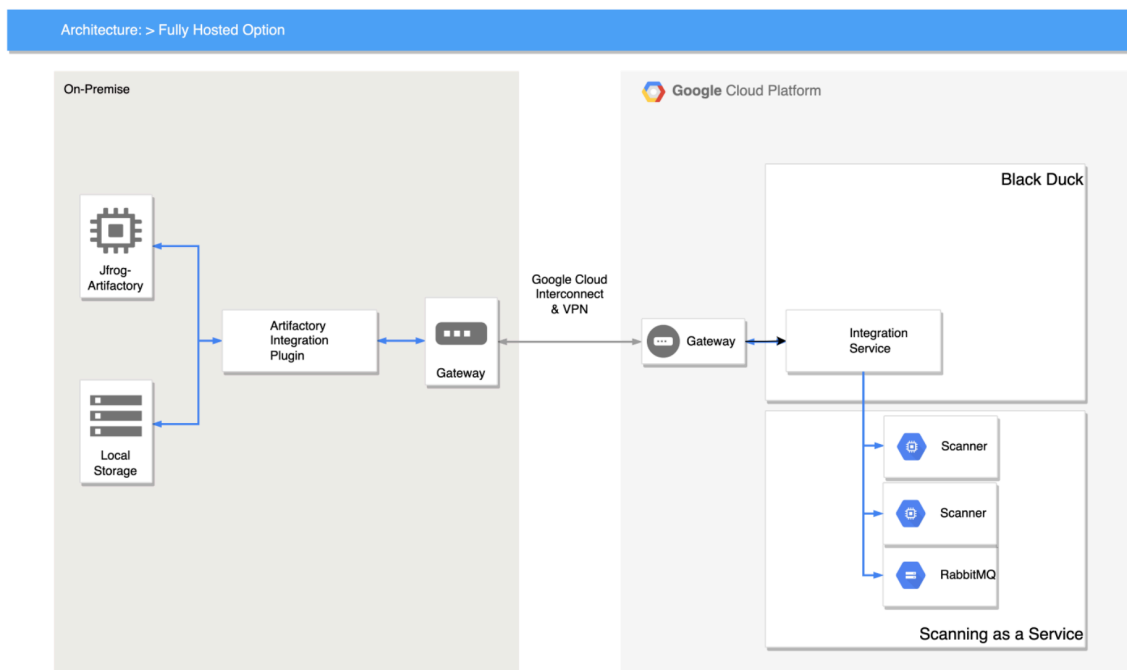 Architecture: > Fully Hosted Option
On-Premise
Jfrog-
Artifactory
Local
Storage
Artifactory
Integration
Plugin
Gateway
Google Cloud
Interconnect
& VPN
Google Cloud Platform
Gateway
Black Duck
Integration
Service
Scanner
Scanner
RabbitMQ
Scanning as a Service